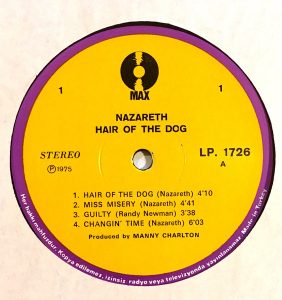 MAX
1
1
NAZARETH
HAIR OF THE DOG
STEREO
LP. 1726
Ⓟ1975
A
1. HAIR OF THE DOG (Nazareth) 4'10
2. MISS MISERY (Nazareth) 4'41
3. GUILTY (Randy Newman) 3'38
4. CHANGIN' TIME (Nazareth) 6'03
Produced by MANNY CHARLTON
Her hakkı mahfuzdur Kopya edilemez, izinsiz radyo veya televizyonda yayınlanamaz Made in Turkey